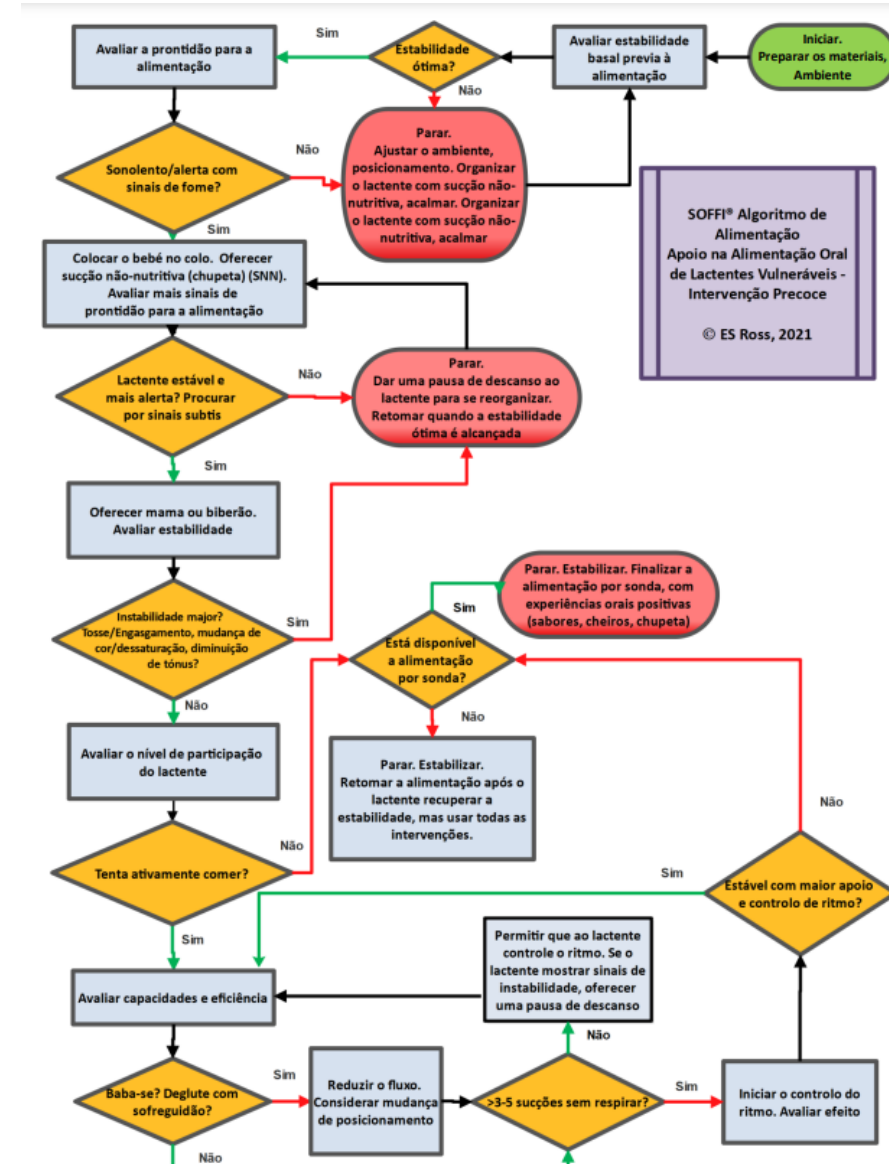 Iniciar.
Preparar os materiais,
Ambiente
Avaliar estabilidade
basal previa à
alimentação
Estabilidade
ótima?
Sim
Não
Avaliar a prontidão para a
alimentação
Parar.
Ajustar o ambiente,
posicionamento. Organizar
o lactente com sucção não-
nutritiva, acalmar. Organizar
o lactente com sucção não-
nutritiva, acalmar
Sonolento/alerta com
sinais de fome?
Não
Sim
SOFFI® Algoritmo de
Alimentação
Apoio na Alimentação Oral
de Lactentes Vulneráveis -
Intervenção Precoce
© ES Ross, 2021
Colocar o bebé no colo. Oferecer
sucção não-nutritiva (chupeta) (SNN).
Avaliar mais sinais de
prontidão para a alimentação
Lactente estável e
mais alerta? Procurar
por sinais subtis
Não
Sim
Parar.
Dar uma pausa de descanso ao
lactente para se reorganizar.
Retomar quando a estabilidade
ótima é alcançada
Oferecer mama ou biberão.
Avaliar estabilidade
Instabilidade major?
Tosse/Engasgamento, mudança de
cor/dessaturação, diminuição
de tónus?
Sim
Não
Parar. Estabilizar. Finalizar a
alimentação por sonda, com
experiências orais positivas
(sabores, cheiros, chupeta)
Sim
Está disponível
a alimentação
por sonda?
Não
Avaliar o nível de participação
do lactente
Parar. Estabilizar.
Retomar a alimentação após o
lactente recuperar a
estabilidade, mas usar todas as
intervenções.
Tenta ativamente comer?
Não
Sim
Não
Estável com maior apoio
e controlo de ritmo?
Sim
Permitir que ao lactente
controle o ritmo. Se o
lactente mostrar sinais de
instabilidade, oferecer
uma pausa de descanso
Avaliar capacidades e eficiência
Não
Baba-se? Deglute com
sofreguidão?
Sim
Não
Reduzir o fluxo.
Considerar mudança
de posicionamento
>3-5 sucções sem respirar?
Sim
Iniciar o controlo do
ritmo. Avaliar efeito